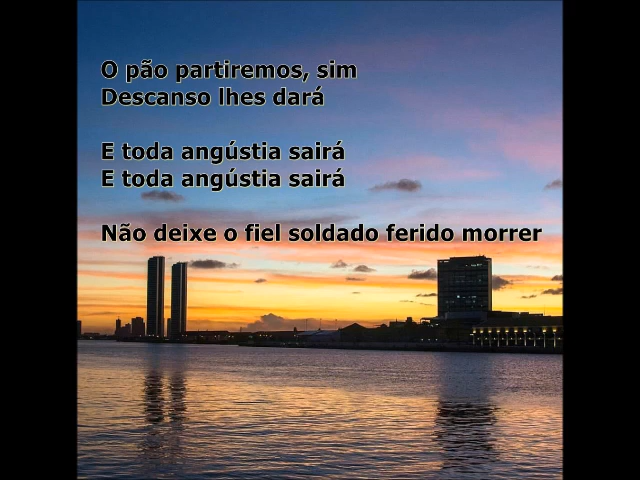 O pão partiremos, sim
Descanso lhes dará
E toda angústia sairá
E toda angústia sairá
Não deixe o fiel soldado ferido morrer